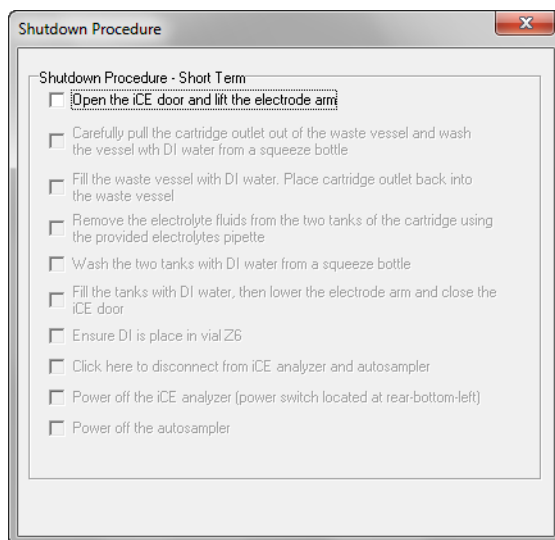 Shutdown Procedure
Shutdown Procedure - Short Term
Open the iCE door and lift the electrode arm
Carefully pull the cartridge outlet out of the waste vessel and wash
the vessel wth DI water from a squeeze bottle
Fill the waste vessel with DI water. Place cartridge outlet back into
the waste vessel
Remove the electrolyte fluids from the two tanks of the cartridge using
the provided electrolytes pipette
Wash the two tanks with DI water from a squeeze bottle
Fill the tanks with DI water, then lower the electrode arm and close the
iCE door
Ensure DI is place in vial Z6
Click here to disconnect from iCE analyzer and autosampler
Power off the iCE analyzer (power switch located at rear-bottom-left)
Power off the autosampler